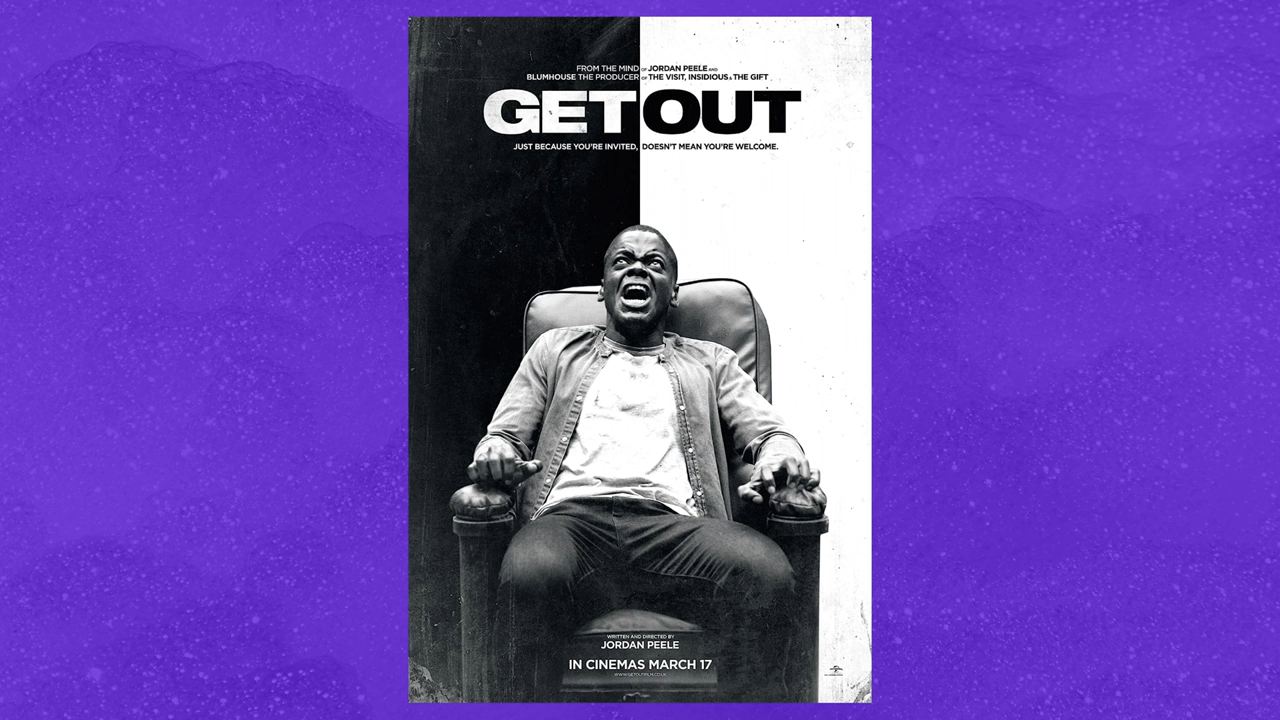 FROM THE MIND OF JORDAN PEELE AND
BLUMHOUSE THE PRODUCER OF THE VISIT, INSIDIOUS & THE GIFT
GET OUT
JUST BECAUSE YOU'RE INVITED, DOESN'T MEAN YOU'RE WELCOME.
WRITTEN AND DIRECTED BY
JORDAN PEELE
IN CINEMAS MARCH 17
WWW.GETOUTFILM.CO.UK